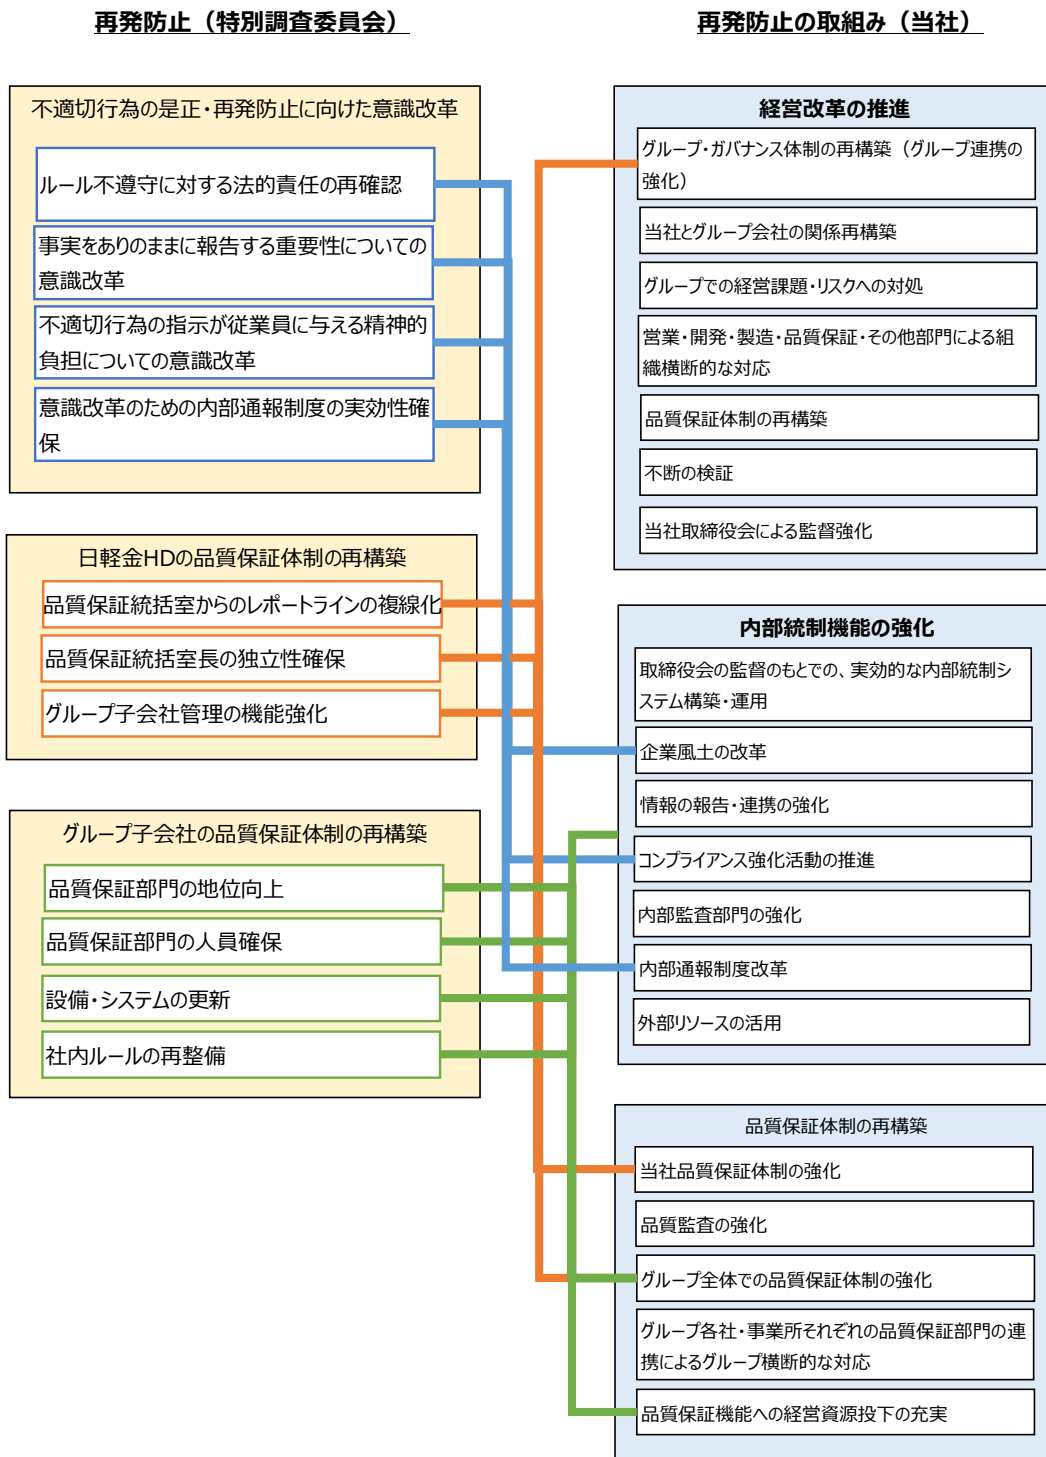 再発防止（特別調査委員会）
不適切行為の是正・再発防止に向けた意識改革
ルール不遵守に対する法的責任の再確認
事実をありのままに報告する重要性についての
意識改革
不適切行為の指示が従業員に与える精神的
負担についての意識改革
意識改革のための内部通報制度の実効性確
保
日軽金HDの品質保証体制の再構築
品質保証統括室からのレポートラインの複線化
品質保証統括室長の独立性確保
グループ子会社管理の機能強化
グループ子会社の品質保証体制の再構築
品質保証部門の地位向上
品質保証部門の人員確保
設備・システムの更新
社内ルールの再整備
再発防止の取組み（当社）
経営改革の推進
グループ・ガバナンス体制の再構築（グループ連携の
強化）
当社とグループ会社の関係再構築
グループでの経営課題・リスクへの対処
営業・開発・製造・品質保証・その他部門による組
織横断的な対応
品質保証体制の再構築
不断の検証
当社取締役会による監督強化
内部統制機能の強化
取締役会の監督のもとでの、実効的な内部統制シ
ステム構築・運用
企業風土の改革
情報の報告・連携の強化
コンプライアンス強化活動の推進
内部監査部門の強化
内部通報制度改革
外部リソースの活用
品質保証体制の再構築
当社品質保証体制の強化
品質監査の強化
グループ全体での品質保証体制の強化
グループ各社・事業所それぞれの品質保証部門の連
携によるグループ横断的な対応
品質保証機能への経営資源投下の充実